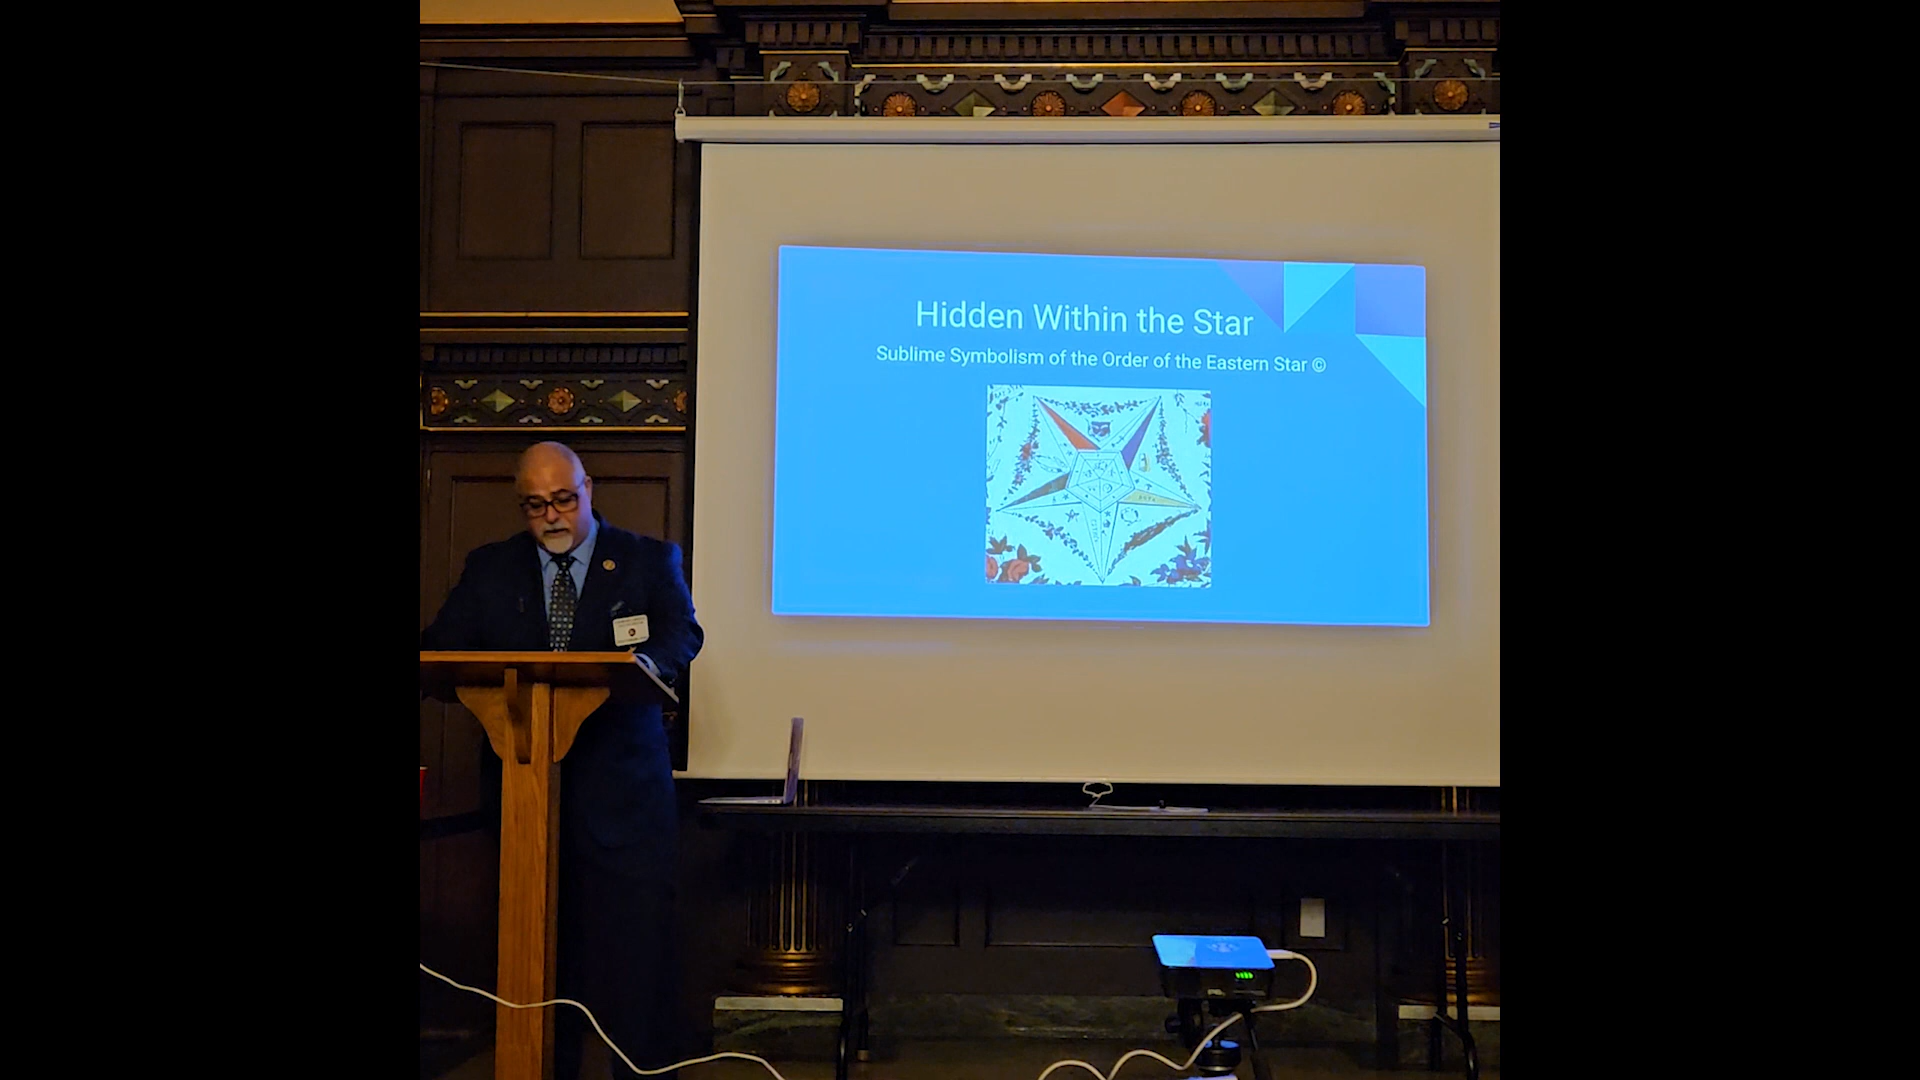 Hidden Within the Star
Sublime Symbolism of the Order of the Eastern Star ©